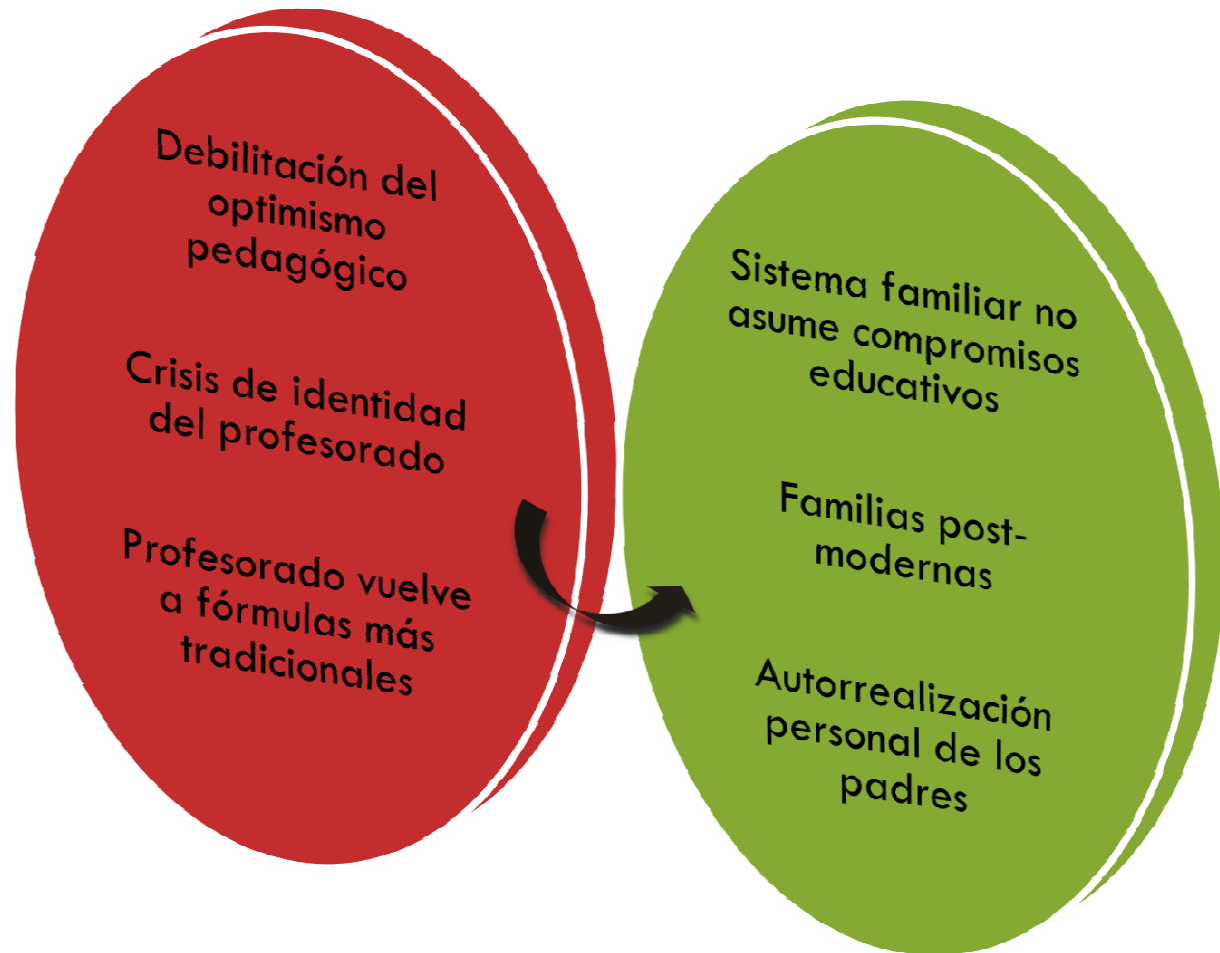 Debilitación del
optimismo
pedagógico
Crisis de identidad
del profesorado
Profesorado vuelve
a fórmulas más
tradicionales
Sistema familiar no
asume compromisos
educativos
Familias post-
modernas
Autorrealización
personal de los
padres